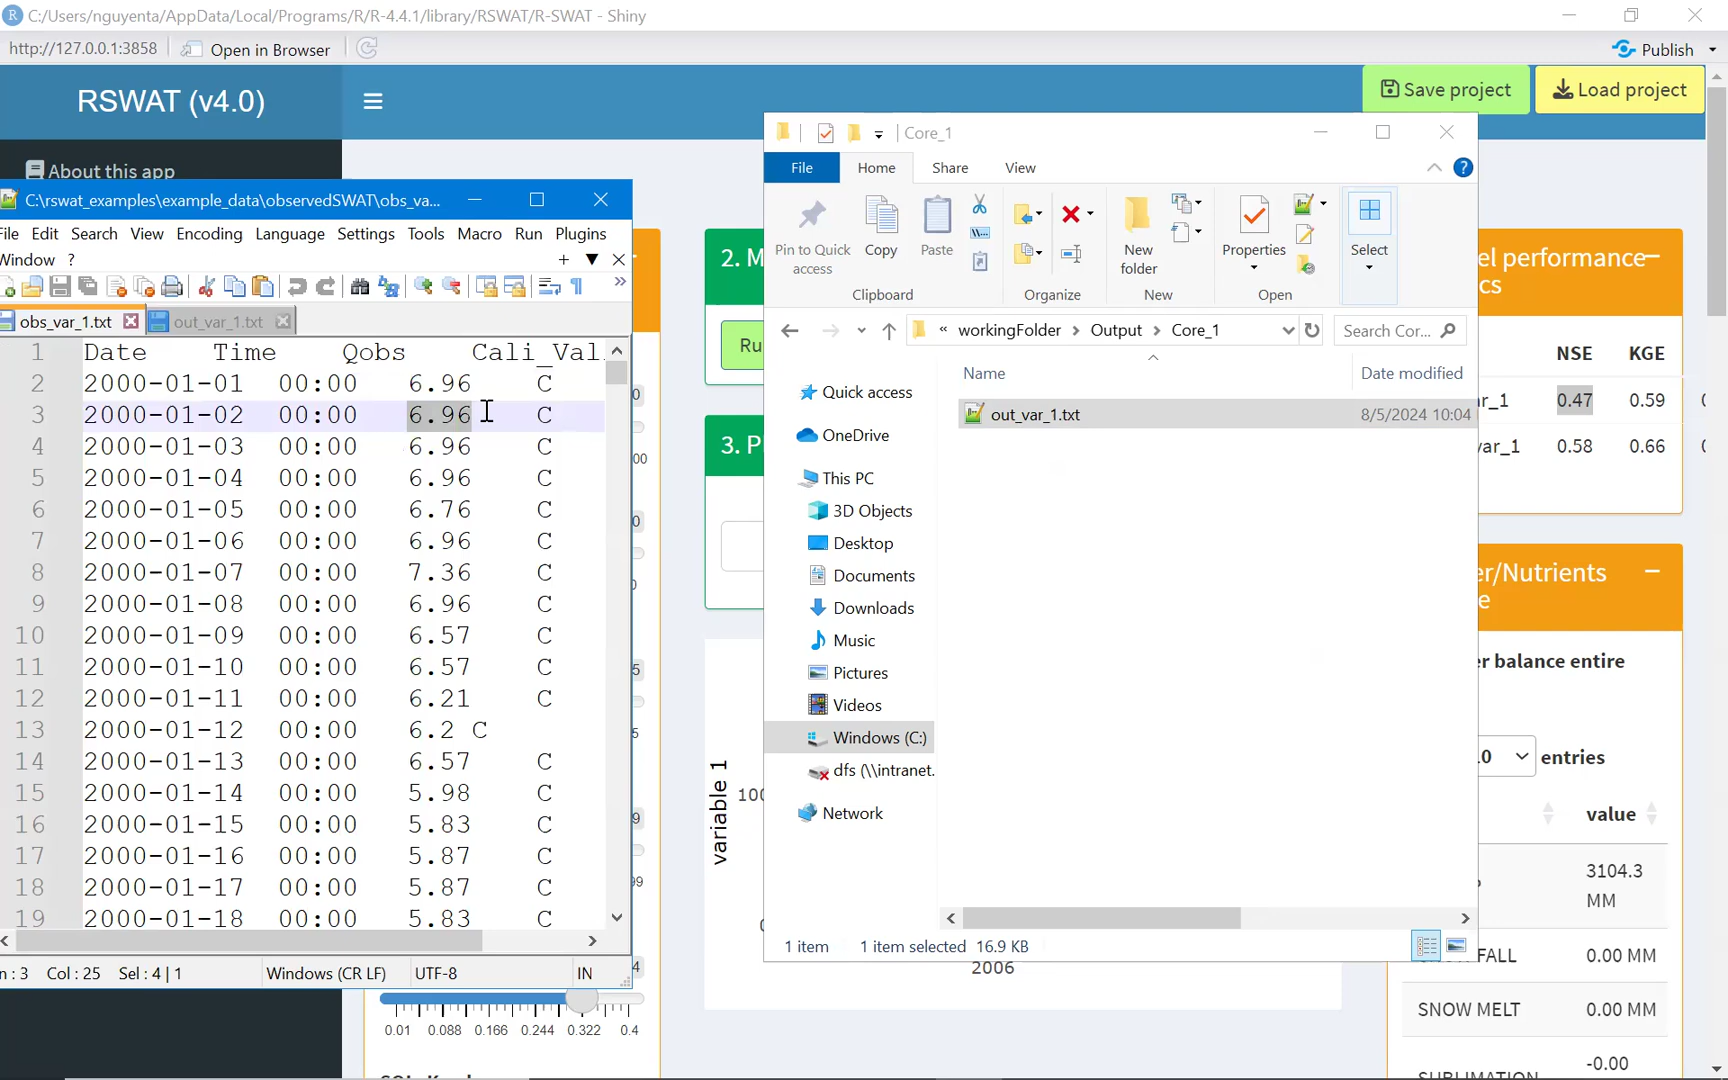 C:/Users/nguyenta/AppData/Local/Programs/R/R-4.4.1/library/RSWAT/R-SWAT - Shiny
http://127.0.0.1:3858
Open in Browser
Publish
RSWAT (v4.0)
Save project
Load project
About this app
C:\rswat_examples\example_data\observedSWAT\obs_va...
File Edit Search View Encoding Language Settings Tools Macro Run Plugins
Window ?
obs_var_1.txt
out_var_1.txt
1 Date Time Qobs Cali_Val
2 2000-01-01 00:00 6.96 C
3 2000-01-02 00:00 6.96 C
4 2000-01-03 00:00 6.96 C
5 2000-01-04 00:00 6.96 C
6 2000-01-05 00:00 6.76 C
7 2000-01-06 00:00 6.96 C
8 2000-01-07 00:00 7.36 C
9 2000-01-08 00:00 6.96 C
10 2000-01-09 00:00 6.57 C
11 2000-01-10 00:00 6.57 C
12 2000-01-11 00:00 6.21 C
13 2000-01-12 00:00 6.2 C
14 2000-01-13 00:00 6.57 C
15 2000-01-14 00:00 5.98 C
16 2000-01-15 00:00 5.83 C
17 2000-01-16 00:00 5.87 C
18 2000-01-17 00:00 5.87 C
19 2000-01-18 00:00 5.83 C
n : 3 Col : 25 Sel : 4 | 1 Windows (CR LF) UTF-8 IN
0.01 0.088 0.166 0.244 0.322 0.4
2. M
Ru
3. Pl
variable 1
100
2006
Core_1
File Home Share View
Pin to Quick access
Copy
Paste
New folder
Properties
Select
Clipboard Organize New Open
« workingFolder > Output > Core_1
Search Cor...
Name Date modified
out_var_1.txt 8/5/2024 10:04
Quick access
OneDrive
This PC
3D Objects
Desktop
Documents
Downloads
Music
Pictures
Videos
Windows (C:)
dfs (\\intranet.
Network
1 item 1 item selected 16.9 KB
el performance
cs
NSE KGE
r_1 0.47 0.59
var_1 0.58 0.66
er/Nutrients
e
er balance entire
10 entries
value
3104.3
MM
FALL 0.00 MM
SNOW MELT 0.00 MM
-0.00
SUBLIMATION